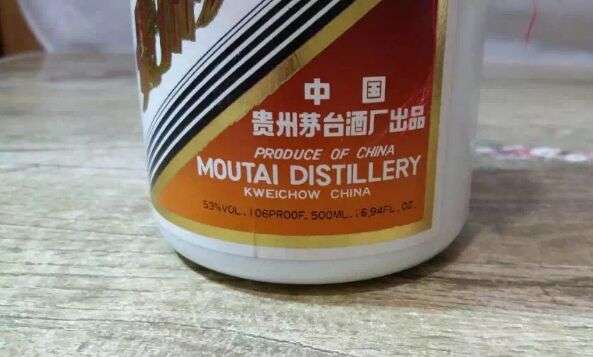 中国
贵州茅台酒厂出品
PRODUCE OF CHINA
MOUTAI DISTILLERY
KWEICHOW CHINA
53%VOL. 106PROOF. 500ML. 16.94FL. OZ.